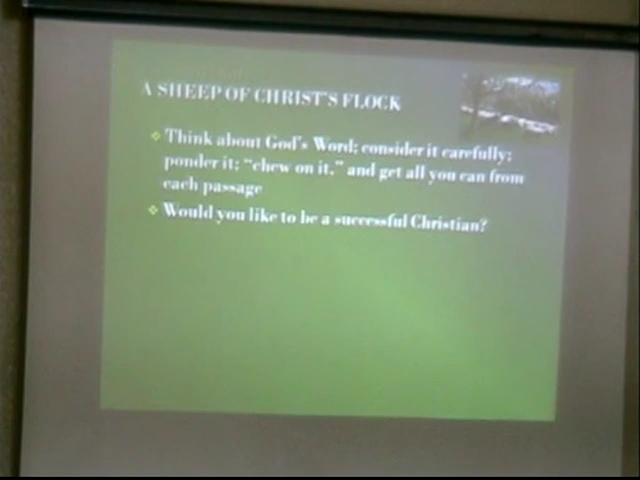 A SHEEP OF CHRIST'S FLOCK
Think about God's Word; consider it carefully;
ponder it; "chew on it," and get all you can from
each passage
Would you like to be a successful Christian?